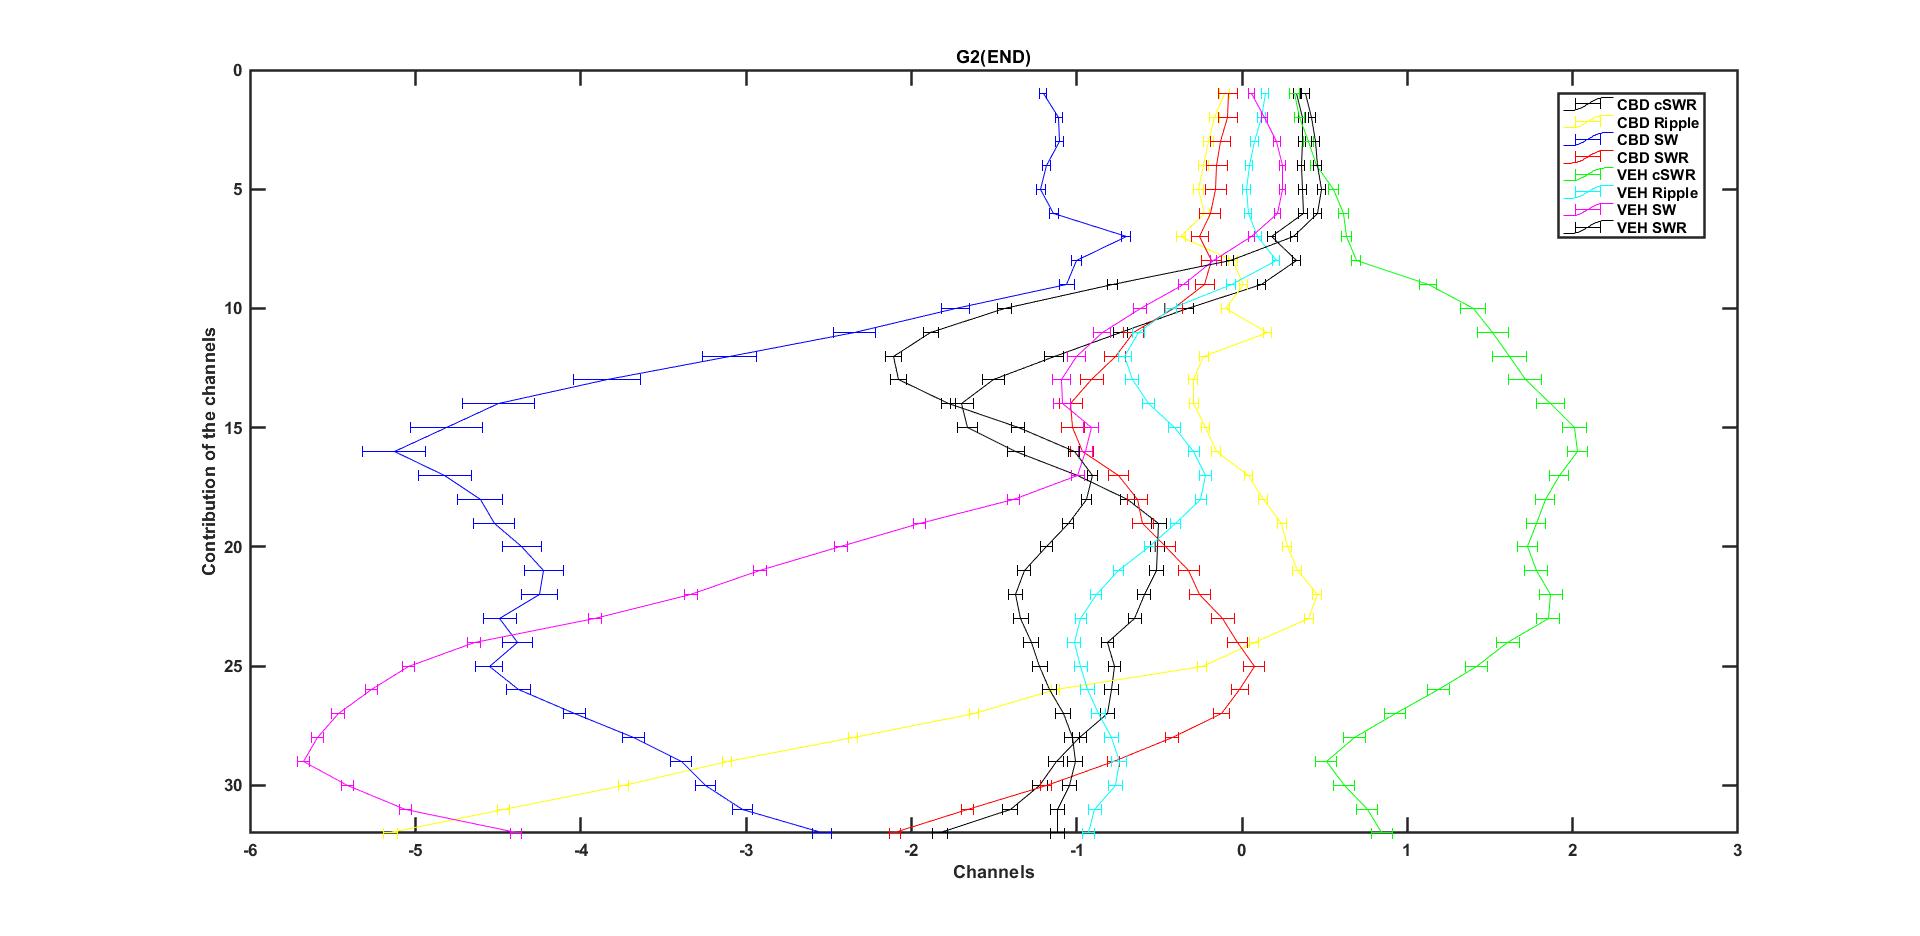 G2(END)
0
5
10
15
20
25
30
Contribution of the channels
-6
-5
-4
-3
-2
-1
0
1
2
3
Channels
CBD cSWR
CBD Ripple
CBD SW
CBD SWR
VEH cSWR
VEH Ripple
VEH SW
VEH SWR